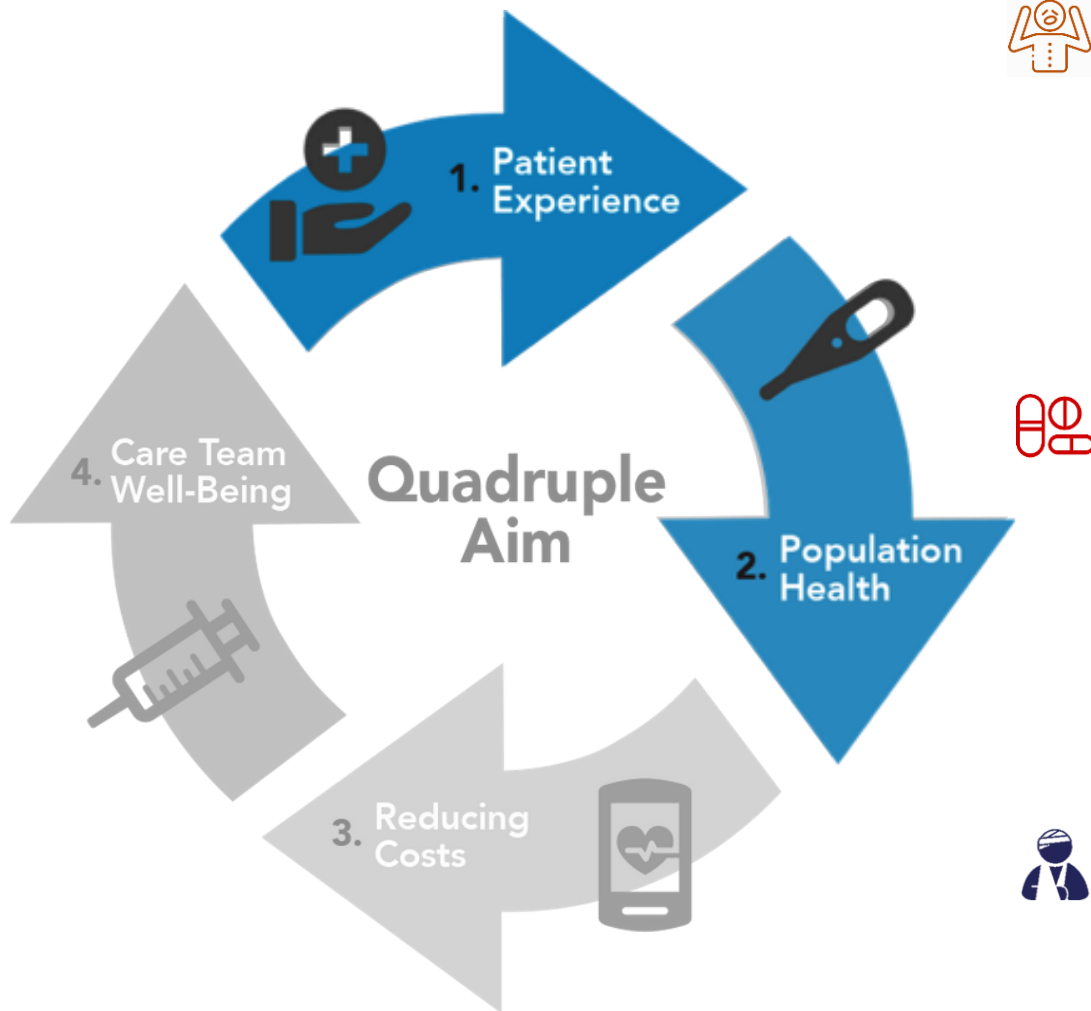 1. Patient
Experience
2. Population
Health
3. Reducing
Costs
4. Care Team
Well-Being
Quadruple
Aim